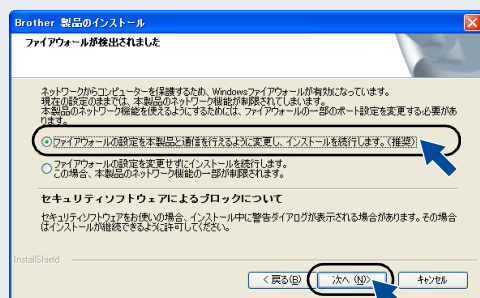 Brother 製品のインストール
ファイアウォールが検出されました
ネットワークからコンピューターを保護するため、Windowsファイアウォールが有効になっています。
現在の設定のままでは、本製品のネットワーク機能が制限されてしまいます。
本製品のネットワーク機能を使えるようにするためには、ファイアウォールの一部のポート設定を変更する必要があ
ります。
ファイアウォールの設定を本製品と通信を行えるように変更し、インストールを続行します。(推奨)
ファイアウォールの設定を変更せずにインストールを続行します。
この場合、本製品のネットワーク機能の一部が制限されます。
セキュリティソフトウェアによるブロックについて
セキュリティソフトウェアをお使いの場合、インストール中に警告ダイアログが表示される場合があります。その場合
はインストールが継続できるように許可してください。
InstallShield
< 戻る(B) 次へ (N)> キャンセル